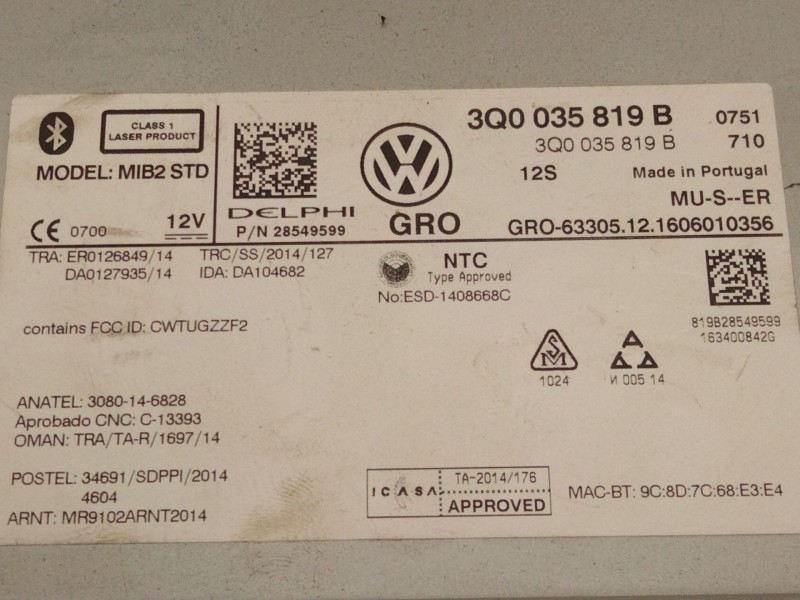 CLASS 1
LASER PRODUCT
MODEL: MIB2 STD
CE 0700
12V
DELPHI
P/N 28549599
GRO
3Q0 035 819 B 0751
3Q0 035 819 B 710
12S Made in Portugal
MU-S--ER
GRO-63305.12.1606010356
TRA: ER0126849/14 TRC/SS/2014/127
DA0127935/14 IDA: DA104682
NTC
Type Approved
No:ESD-1408668C
contains FCC ID: CWTUGZZF2
819B28549599
163400842G
1024
И 005 14
ANATEL: 3080-14-6828
Aprobado CNC: C-13393
OMAN: TRA/TA-R/1697/14
POSTEL: 34691/SDPPI/2014
4604
ARNT: MR9102ARNT2014
ICASA
TA-2014/176
APPROVED
MAC-BT: 9C:8D:7C:68:E3:E4